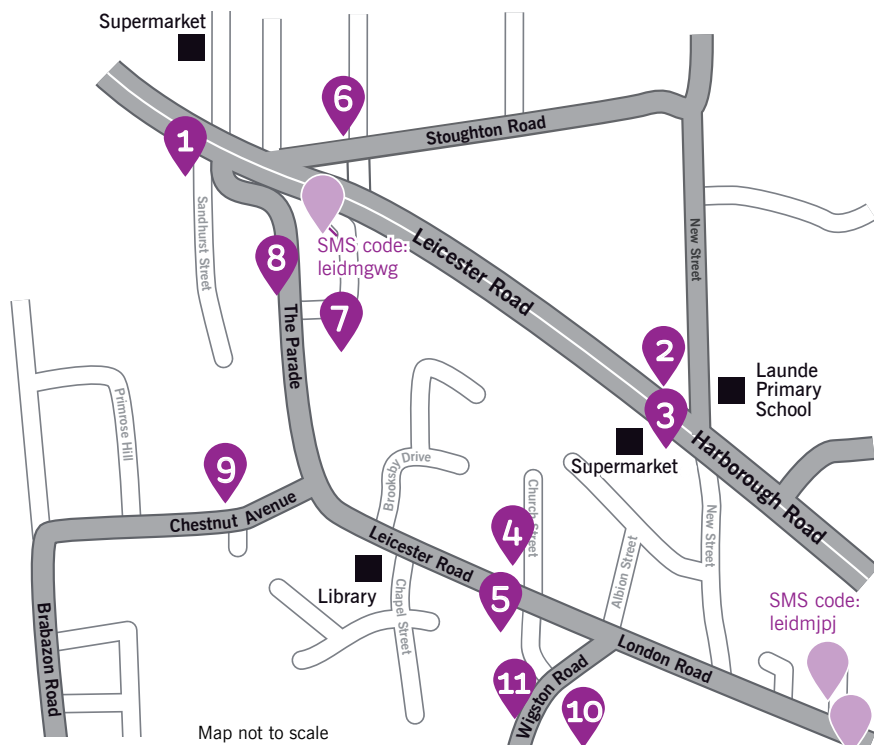 Supermarket
6
Stoughton Road
1
Sandhurst Street
SMS code:
leidmgwg
8
Leicester Road
New Street
7
The Parade
2
Launde
Primary
School
3
Primrose Hill
Supermarket
Harborough Road
9
Brooksby Drive
Chestnut Avenue
Church Street
4
New Street
Leicester Road
Albion Street
Library
5
Chapel Street
SMS code:
leidmjpj
Brabazon Road
London Road
11
Wigston Road
10
Map not to scale